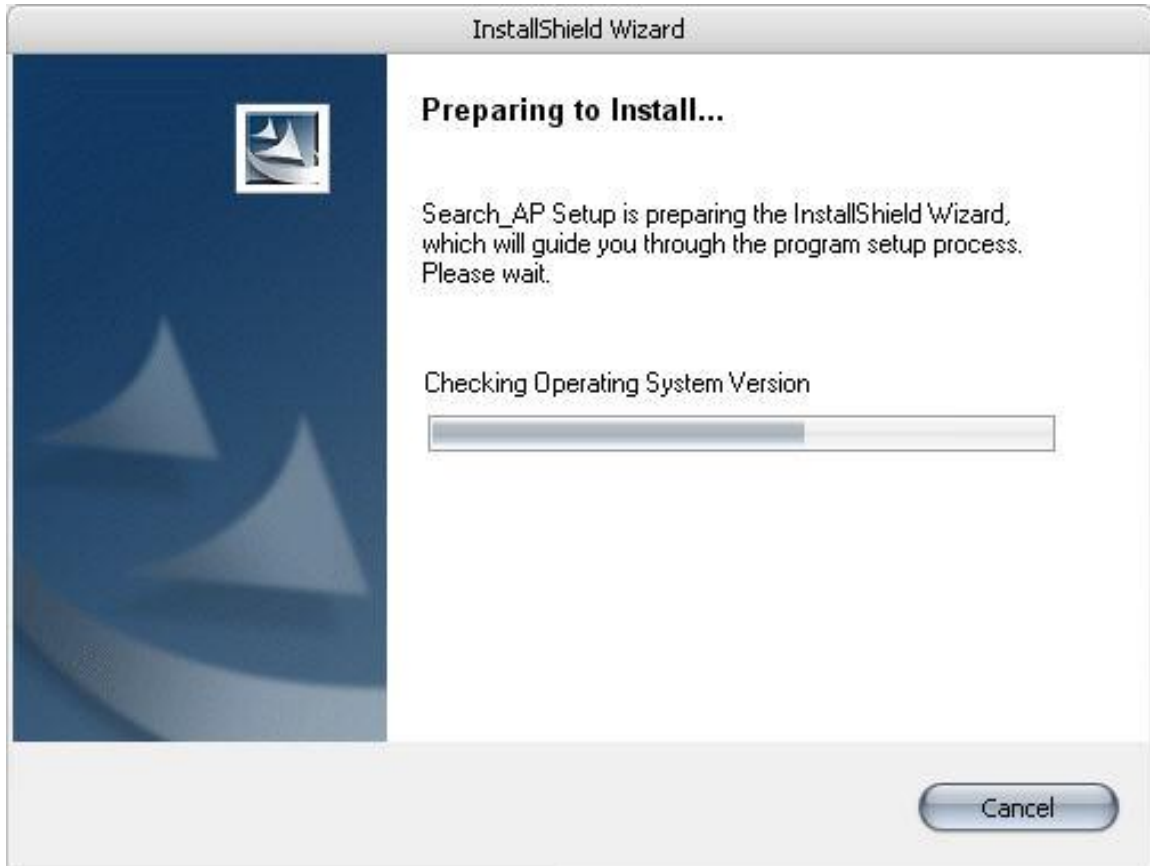 InstallShield Wizard
Preparing to Install...
Search_AP Setup is preparing the InstallShield Wizard,
which will guide you through the program setup process.
Please wait.
Checking Operating System Version
Cancel